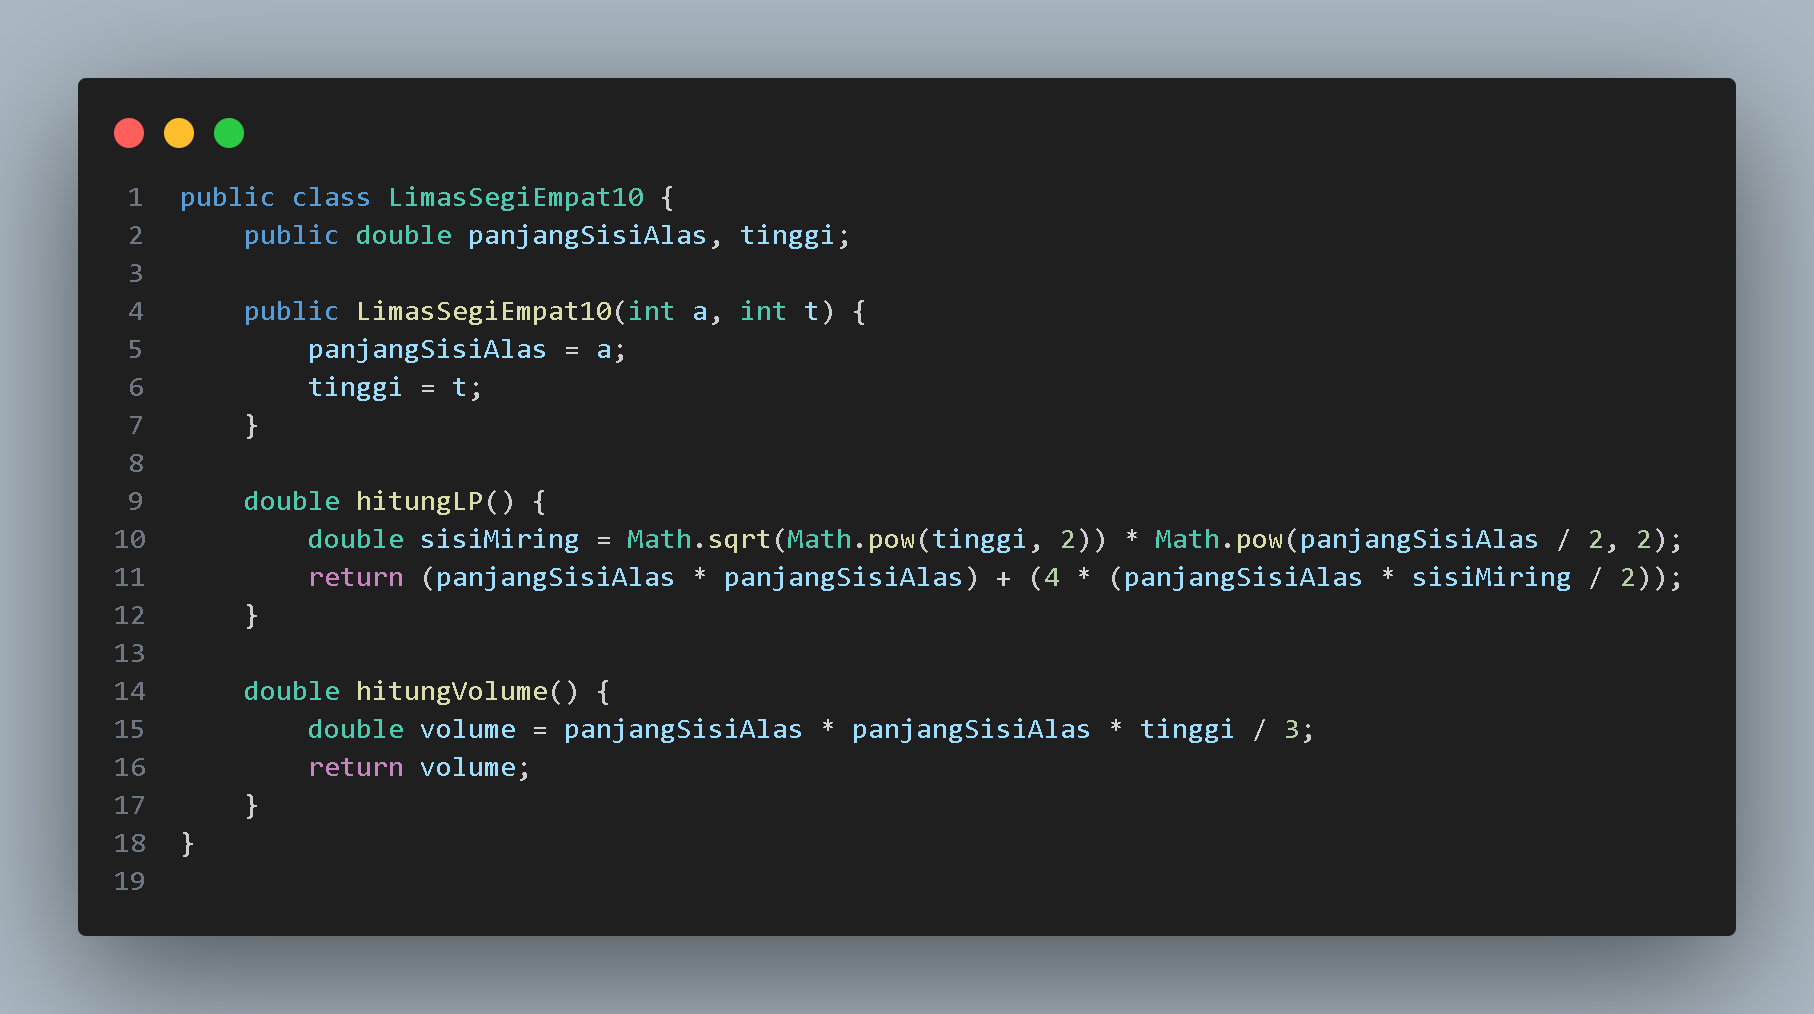 1 public class LimasSegiEmpat10 {
2     public double panjangSisiAlas, tinggi;
3
4     public LimasSegiEmpat10(int a, int t) {
5         panjangSisiAlas = a;
6         tinggi = t;
7     }
8
9     double hitungLP() {
10         double sisiMiring = Math.sqrt(Math.pow(tinggi, 2)) * Math.pow(panjangSisiAlas / 2, 2);
11         return (panjangSisiAlas * panjangSisiAlas) + (4 * (panjangSisiAlas * sisiMiring / 2));
12     }
13
14     double hitungVolume() {
15         double volume = panjangSisiAlas * panjangSisiAlas * tinggi / 3;
16         return volume;
17     }
18 }
19